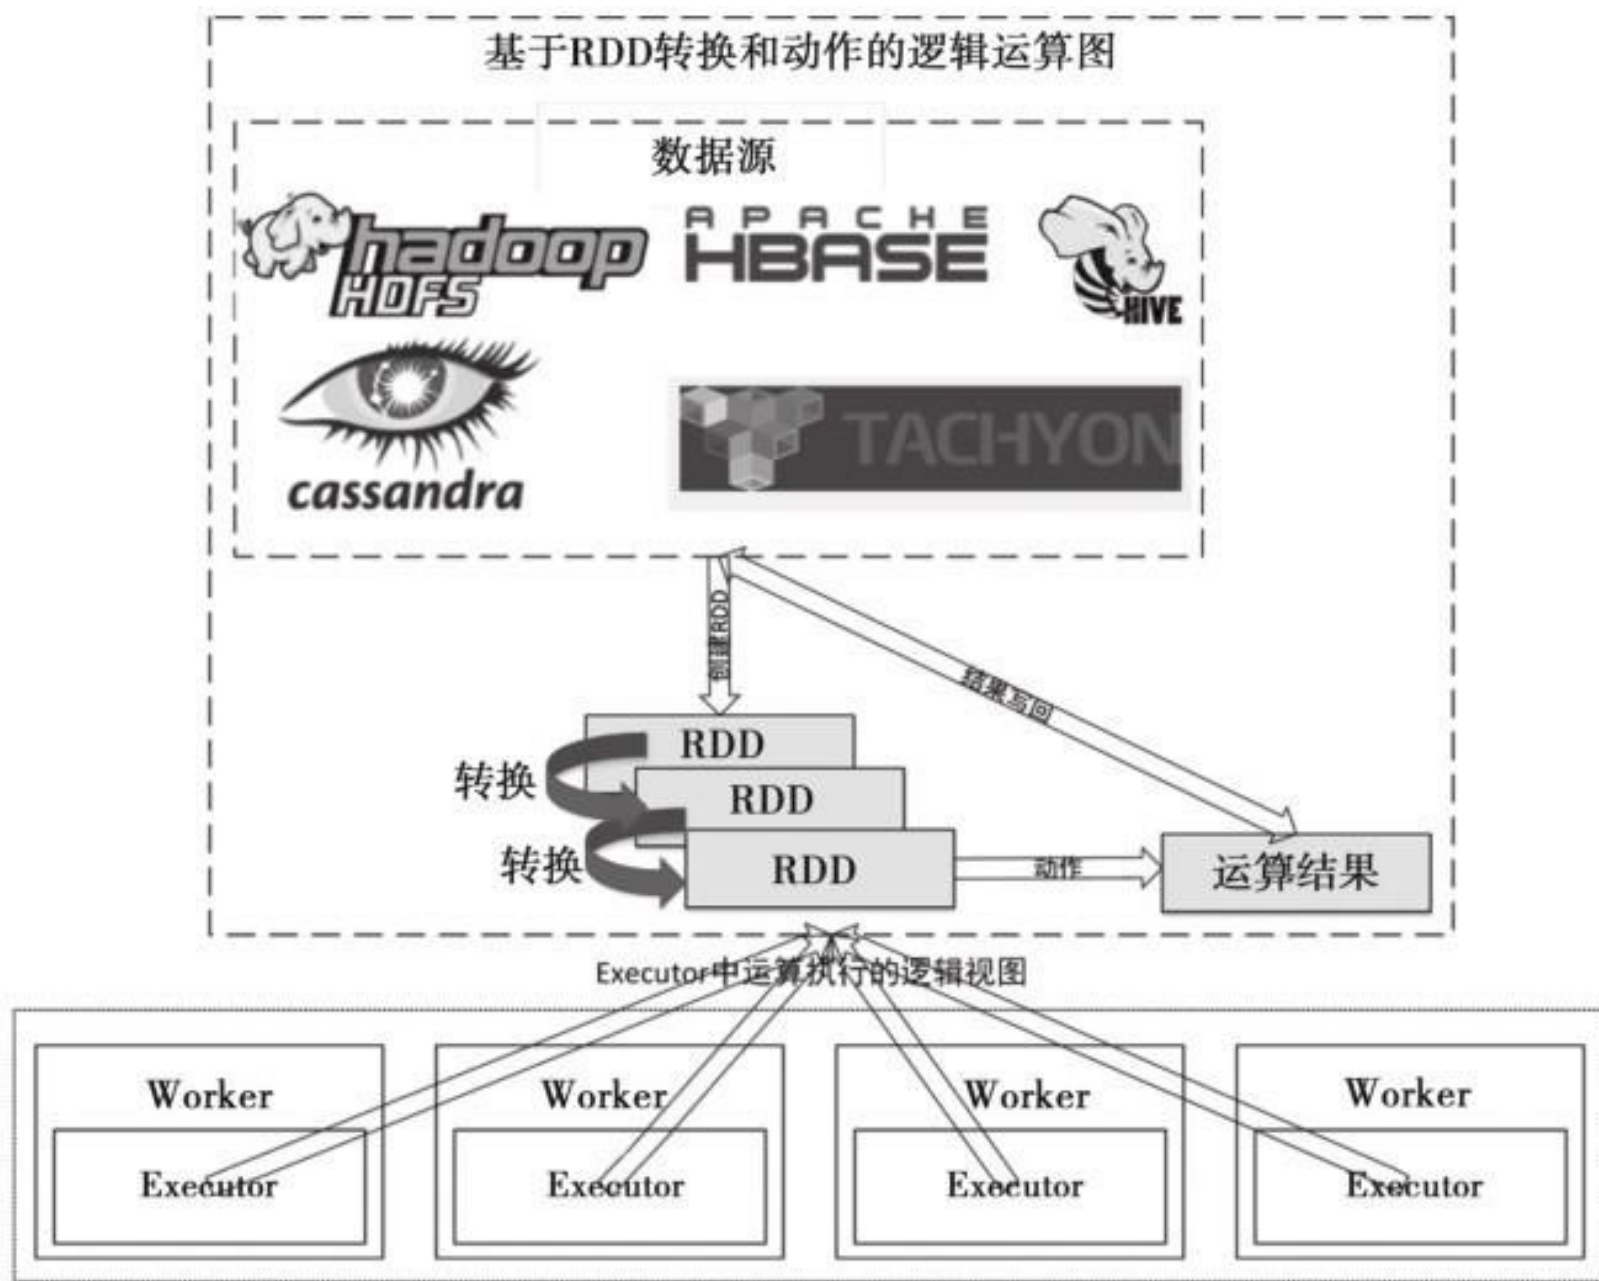 基于RDD转换和动作的逻辑运算图
数据源
hadoop
HDFS
APACHE
HBASE
HIVE
cassandra
TACHYON
创建RDD
结果写回
RDD
转换
RDD
转换
RDD
动作
运算结果
Executor中运算执行的逻辑视图
Worker
Worker
Worker
Worker
Executor
Executor
Executor
Executor